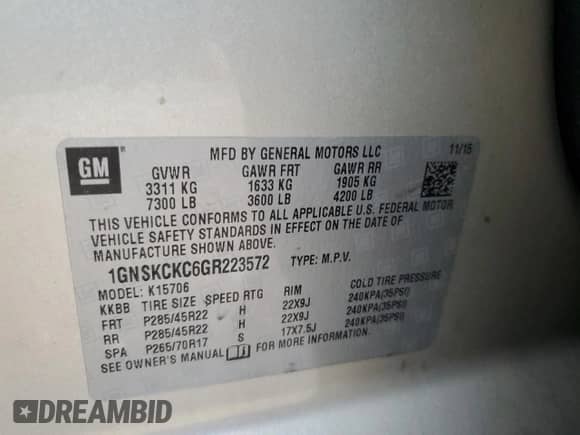 GM
MFD BY GENERAL MOTORS LLC 11/15
GVWR GAWR FRT GAWR RR
3311 KG 1633 KG 1905 KG
7300 LB 3600 LB 4200 LB
THIS VEHICLE CONFORMS TO ALL APPLICABLE U.S. FEDERAL MOTOR
VEHICLE SAFETY STANDARDS IN EFFECT ON THE DATE OF
MANUFACTURE SHOWN ABOVE.
1GNSKCKC6GR223572 TYPE: M.P.V.
MODEL: K15706
KKBB TIRE SIZE SPEED RTG RIM COLD TIRE PRESSURE
FRT P285/45R22 H 22X9J 240KPA(35PSI)
RR P285/45R22 H 22X9J 240KPA(35PSI)
SPA P265/70R17 S 17X7.5J 240KPA(35PSI)
SEE OWNER'S MANUAL FOR MORE INFORMATION.
DREAMBID